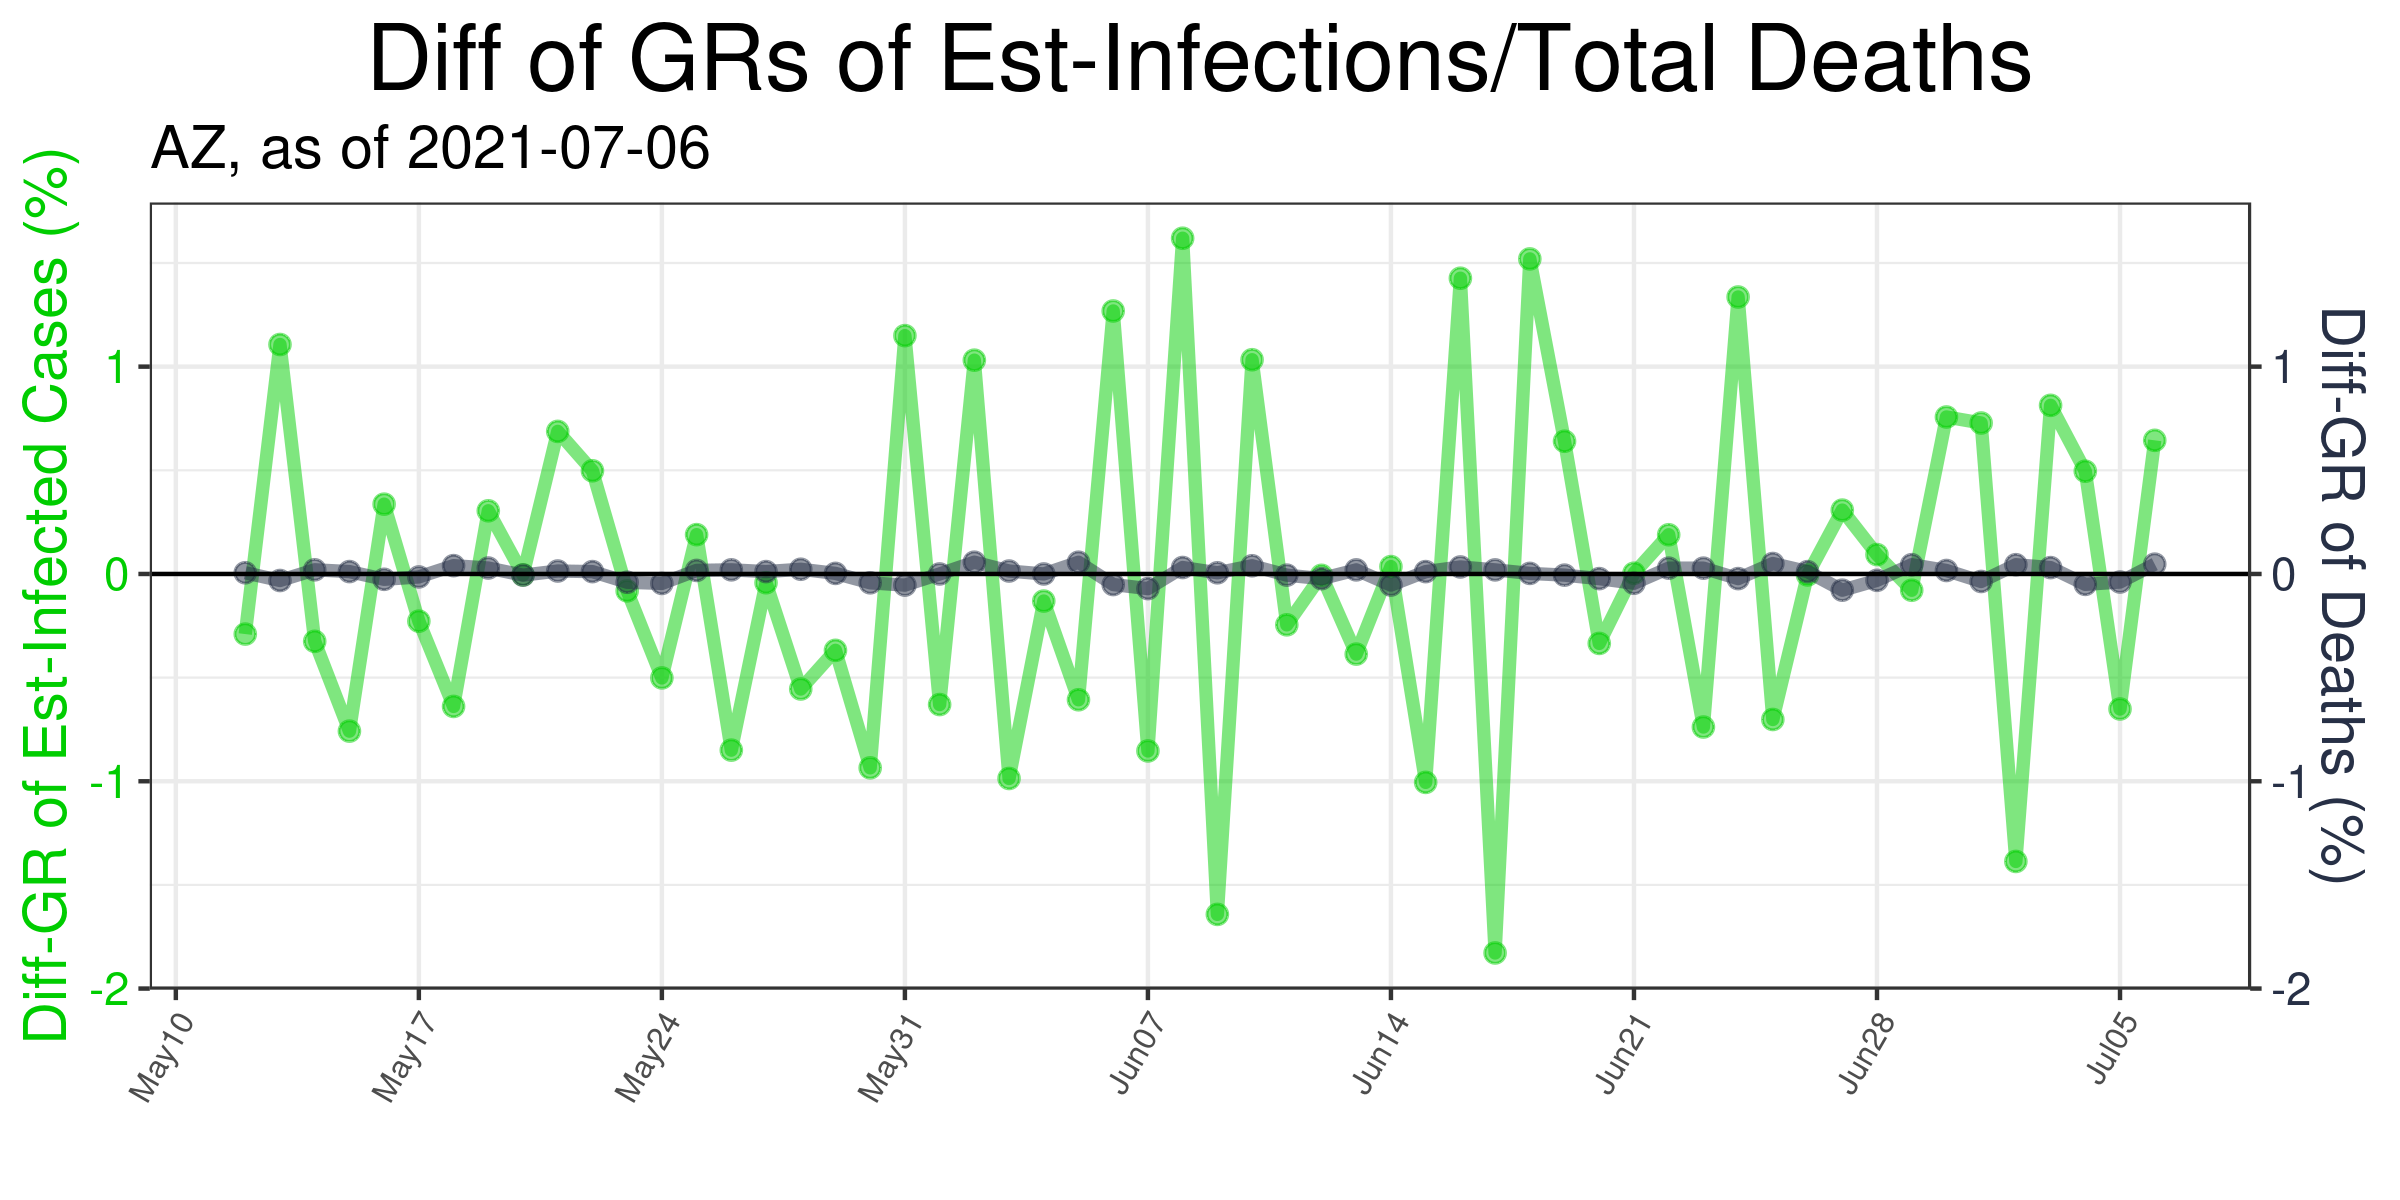 Diff of GRs of Est-Infections/Total Deaths
AZ, as of 2021-07-06
Diff-GR of Est-Infected Cases (%)
1
0
-1
-2
1
0
-1
-2
Diff-GR of Deaths (%)
May10
May17
May24
May31
Jun07
Jun14
Jun21
Jun28
Jul05